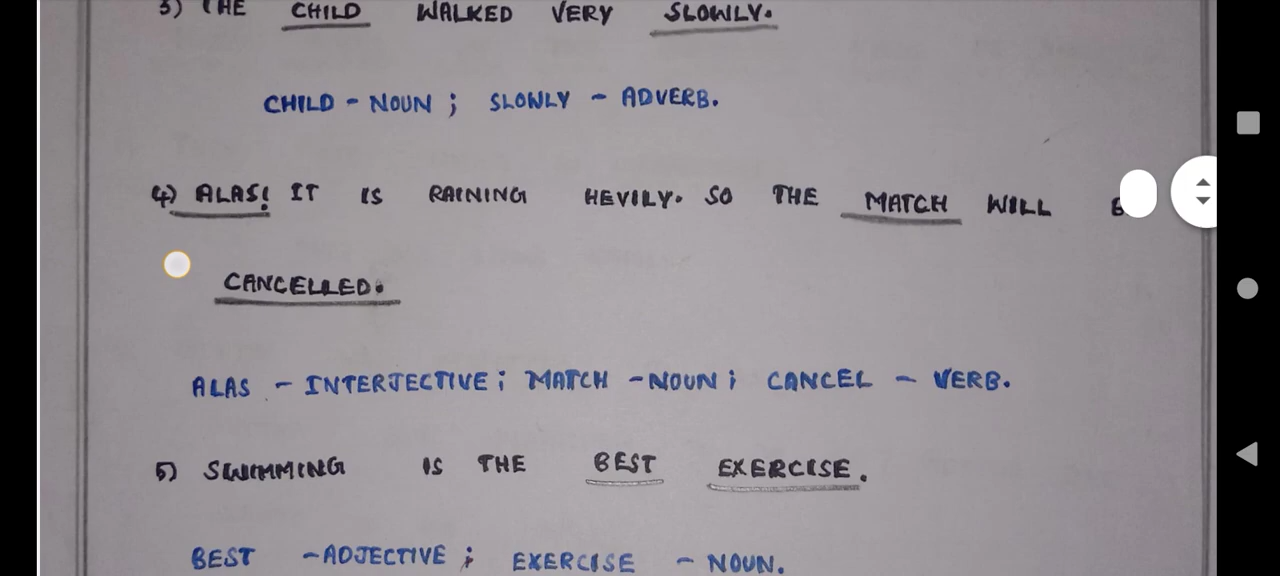 3) THE CHILD WALKED VERY SLOWLY.
CHILD - NOUN ; SLOWLY - ADVERB.
4) ALAS! IT IS RAINING HEVILY. SO THE MATCH WILL
CANCELLED.
ALAS - INTERJECTIVE ; MATCH - NOUN ; CANCEL - VERB.
5) SWIMMING IS THE BEST EXERCISE.
BEST - ADJECTIVE ; EXERCISE - NOUN.